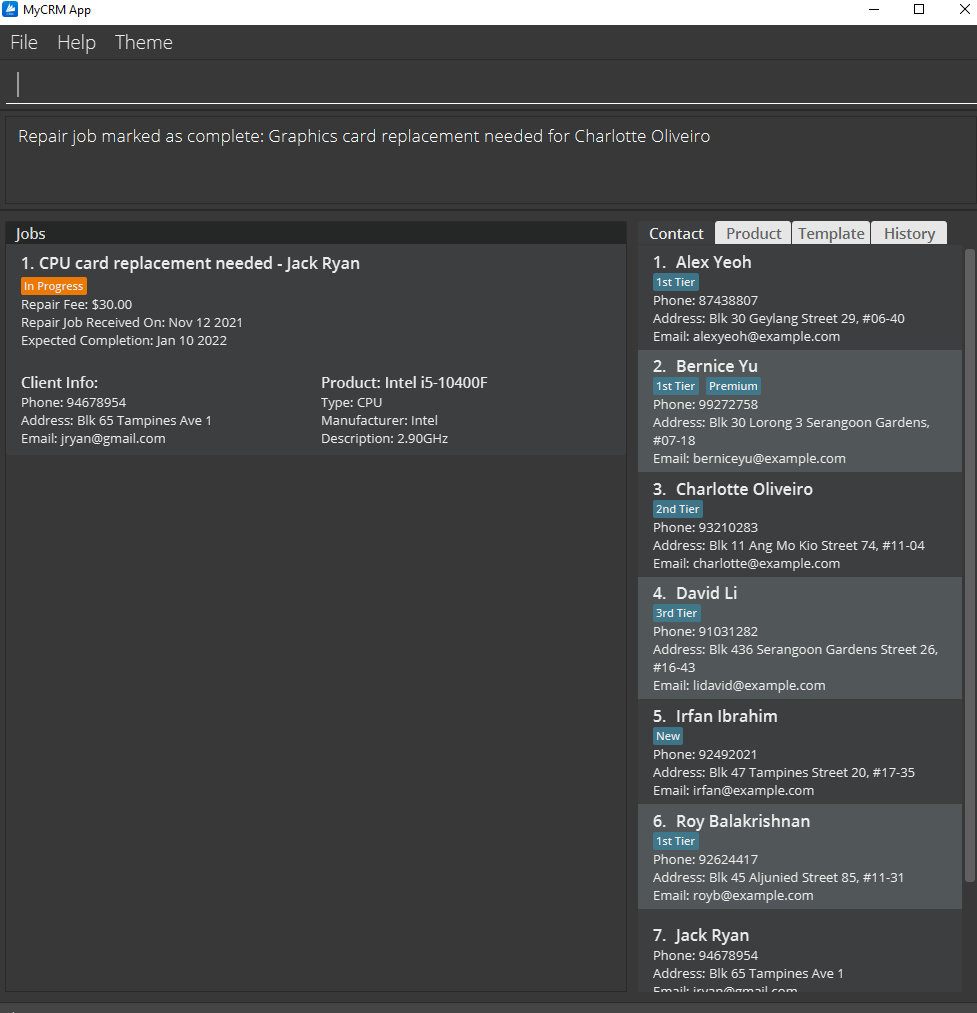 MyCRM App
File Help Theme
Repair job marked as complete: Graphics card replacement needed for Charlotte Oliveiro
Jobs
1. CPU card replacement needed - Jack Ryan
In Progress
Repair Fee: $30.00
Repair Job Received On: Nov 12 2021
Expected Completion: Jan 10 2022
Client Info:
Phone: 94678954
Address: Blk 65 Tampines Ave 1
Email: jryan@gmail.com
Product: Intel i5-10400F
Type: CPU
Manufacturer: Intel
Description: 2.90GHz
Contact Product Template History
1. Alex Yeoh
1st Tier
Phone: 87438807
Address: Blk 30 Geylang Street 29, #06-40
Email: alexyeoh@example.com
2. Bernice Yu
1st Tier Premium
Phone: 99272758
Address: Blk 30 Lorong 3 Serangoon Gardens,
#07-18
Email: berniceyu@example.com
3. Charlotte Oliveiro
2nd Tier
Phone: 93210283
Address: Blk 11 Ang Mo Kio Street 74, #11-04
Email: charlotte@example.com
4. David Li
3rd Tier
Phone: 91031282
Address: Blk 436 Serangoon Gardens Street 26,
#16-43
Email: lidavid@example.com
5. Irfan Ibrahim
New
Phone: 92492021
Address: Blk 47 Tampines Street 20, #17-35
Email: irfan@example.com
6. Roy Balakrishnan
1st Tier
Phone: 92624417
Address: Blk 45 Aljunied Street 85, #11-31
Email: royb@example.com
7. Jack Ryan
Phone: 94678954
Address: Blk 65 Tampines Ave 1
Email: jryan@gmail.com